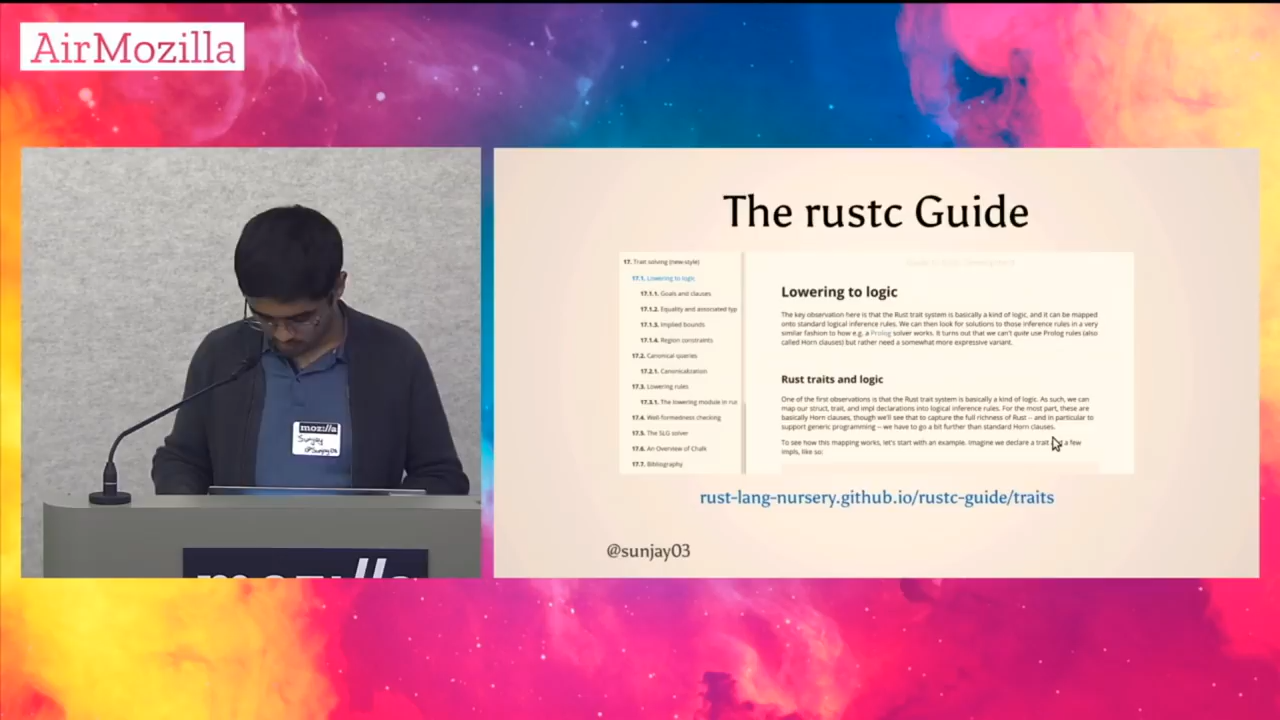 AirMozilla
moz://a
Sunjay
@Sunjay03
moz://a
The rustc Guide
17. Trait solving (new-style)
17.1. Lowering to logic
17.1.1. Goals and clauses
17.1.2. Equality and associated typ
17.1.3. Implied bounds
17.1.4. Region constraints
17.2. Canonical queries
17.2.1. Canonicalization
17.3. Lowering rules
17.3.1. The lowering module in rus
17.4. Well-formedness checking
17.5. The SLG solver
17.6. An Overview of Chalk
17.7. Bibliography
Lowering to logic
The key observation here is that the Rust trait system is basically a kind of logic, and it can be mapped
onto standard logical inference rules. We can then look for solutions to those inference rules in a very
similar fashion to how e.g. a Prolog solver works. It turns out that we can't quite use Prolog rules (also
called Horn clauses) but rather need a somewhat more expressive variant.
Rust traits and logic
One of the first observations is that the Rust trait system is basically a kind of logic. As such, we can
map our struct, trait, and impl declarations into logical inference rules. For the most part, these are
basically Horn clauses, though we'll see that to capture the full richness of Rust -- and in particular to
support generic programming -- we have to go a bit further than standard Horn clauses.
To see how this mapping works, let's start with an example. Imagine we declare a trait a few
impls, like so:
rust-lang-nursery.github.io/rustc-guide/traits
@sunjay03